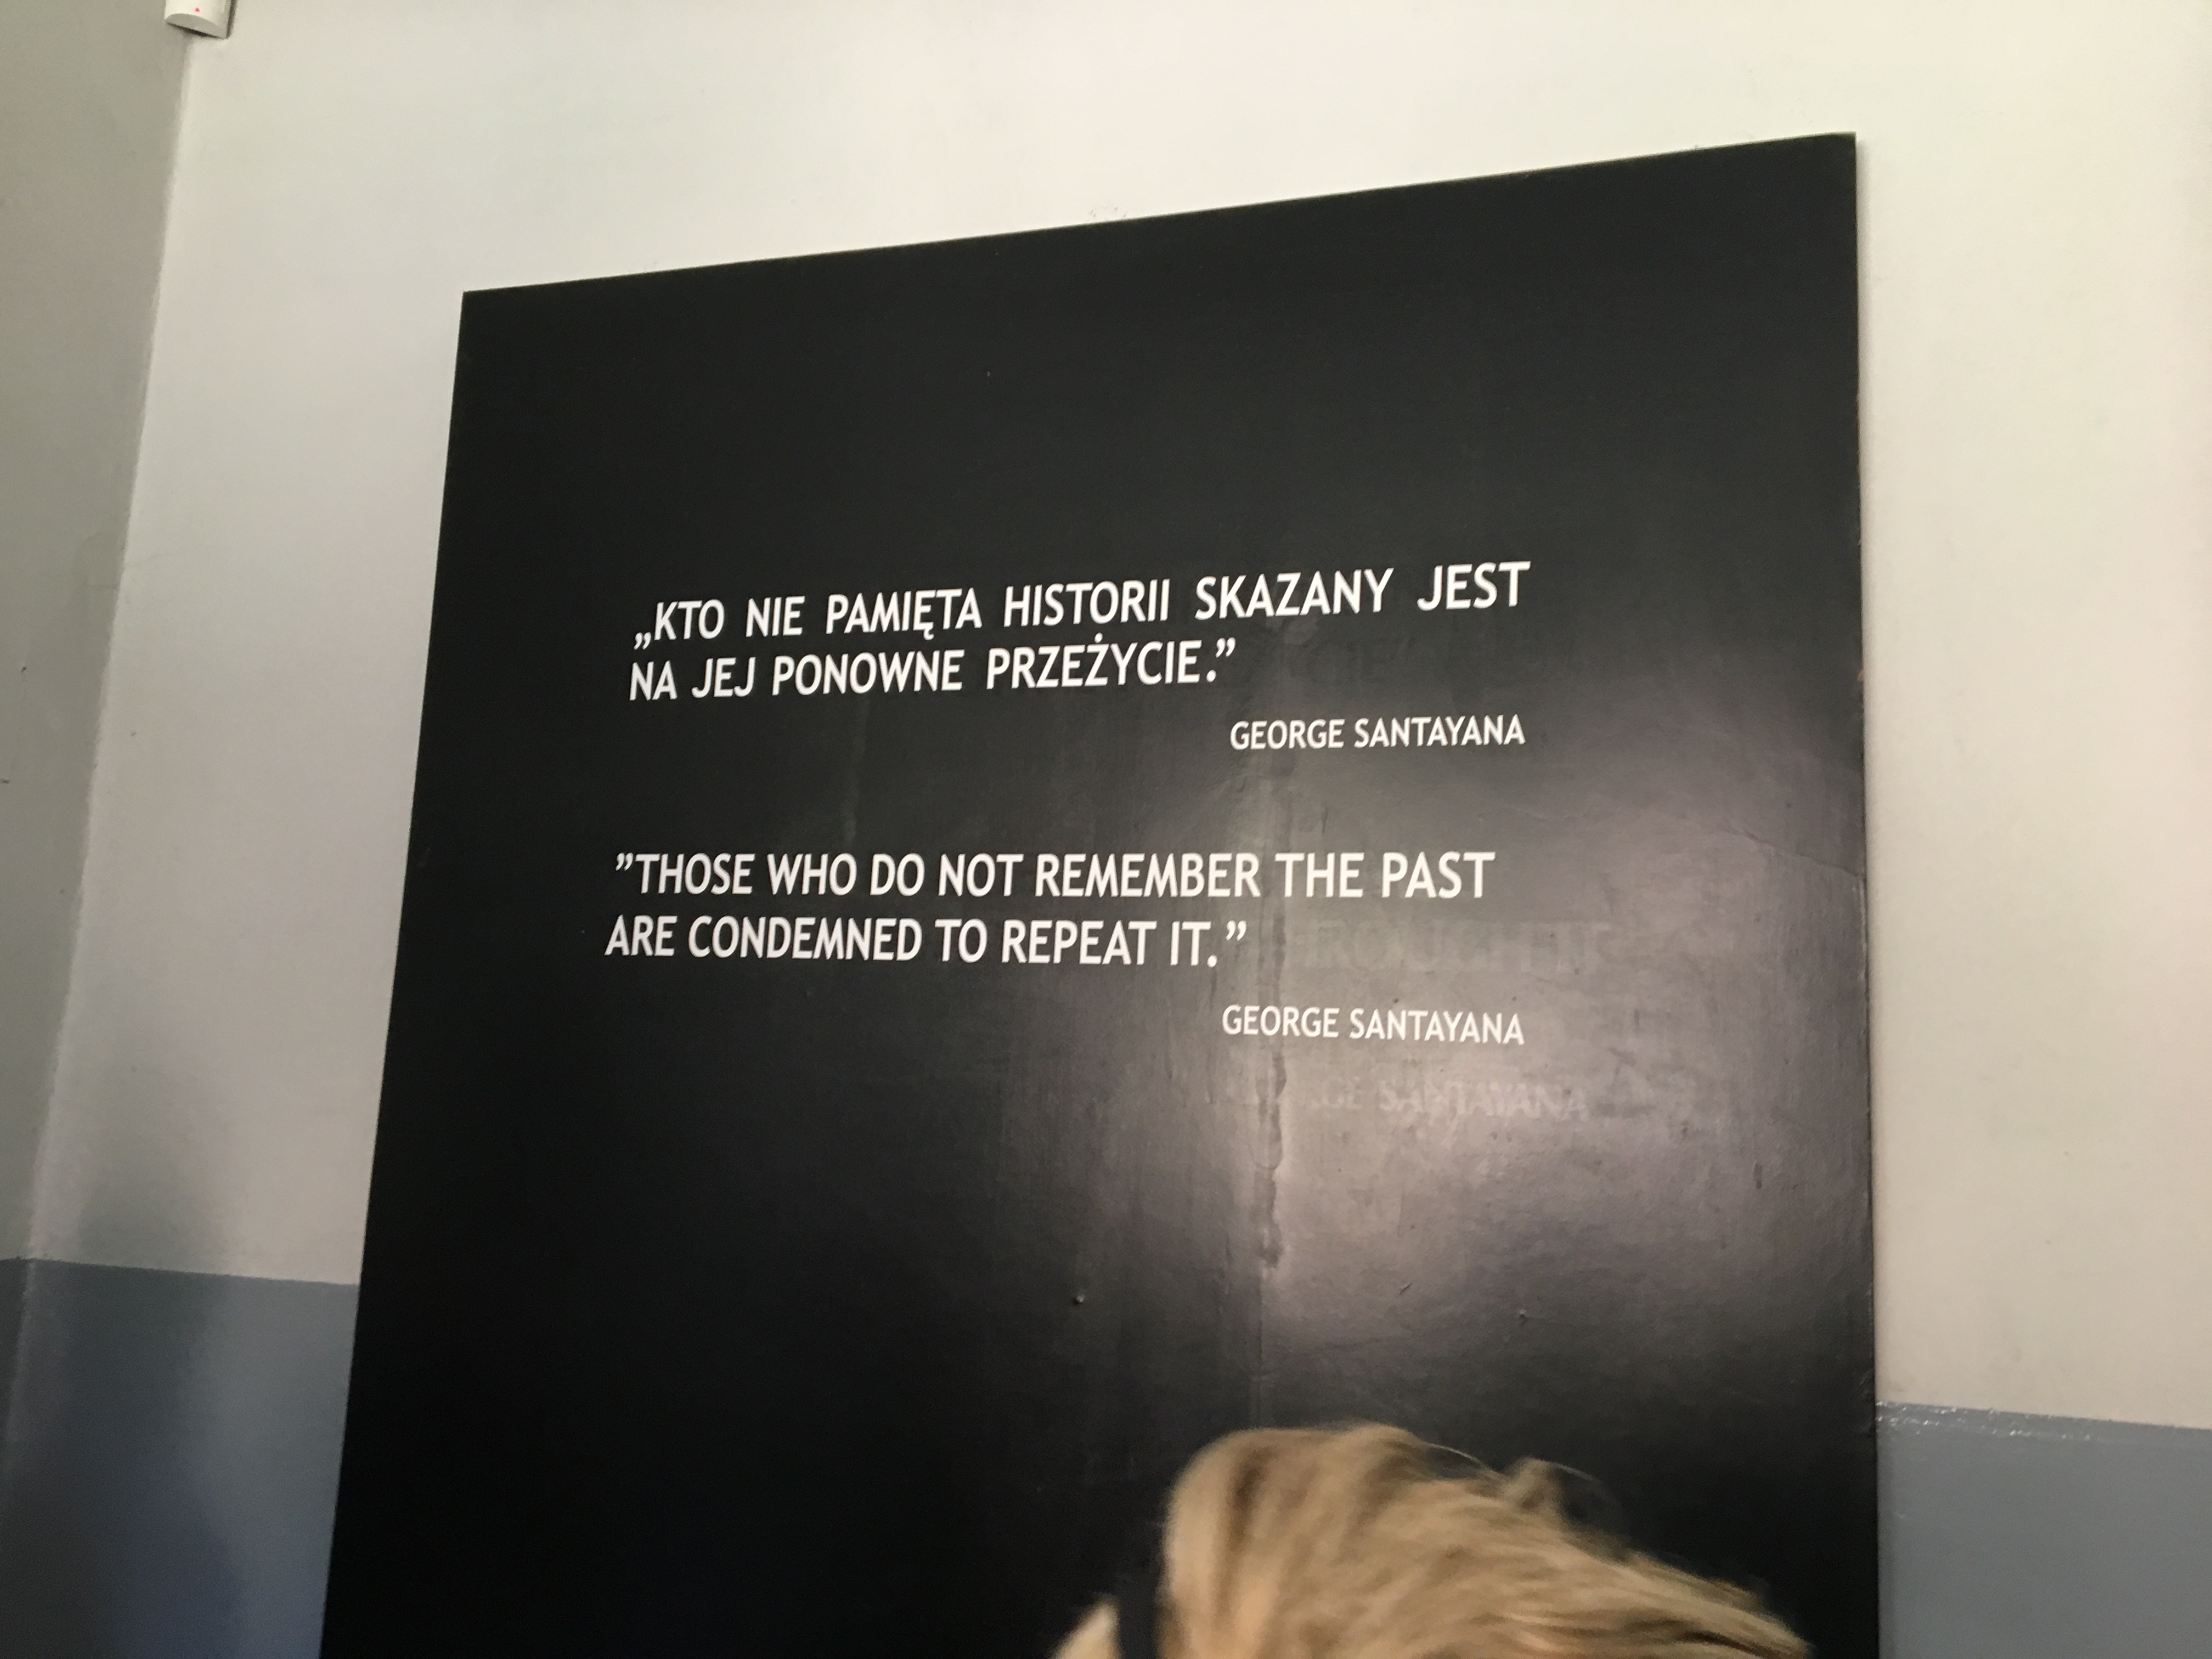 „KTO NIE PAMIĘTA HISTORII SKAZANY JEST
NA JEJ PONOWNE PRZEŻYCIE.”
GEORGE SANTAYANA
”THOSE WHO DO NOT REMEMBER THE PAST
ARE CONDEMNED TO REPEAT IT.”
GEORGE SANTAYANA
SANTAYANA